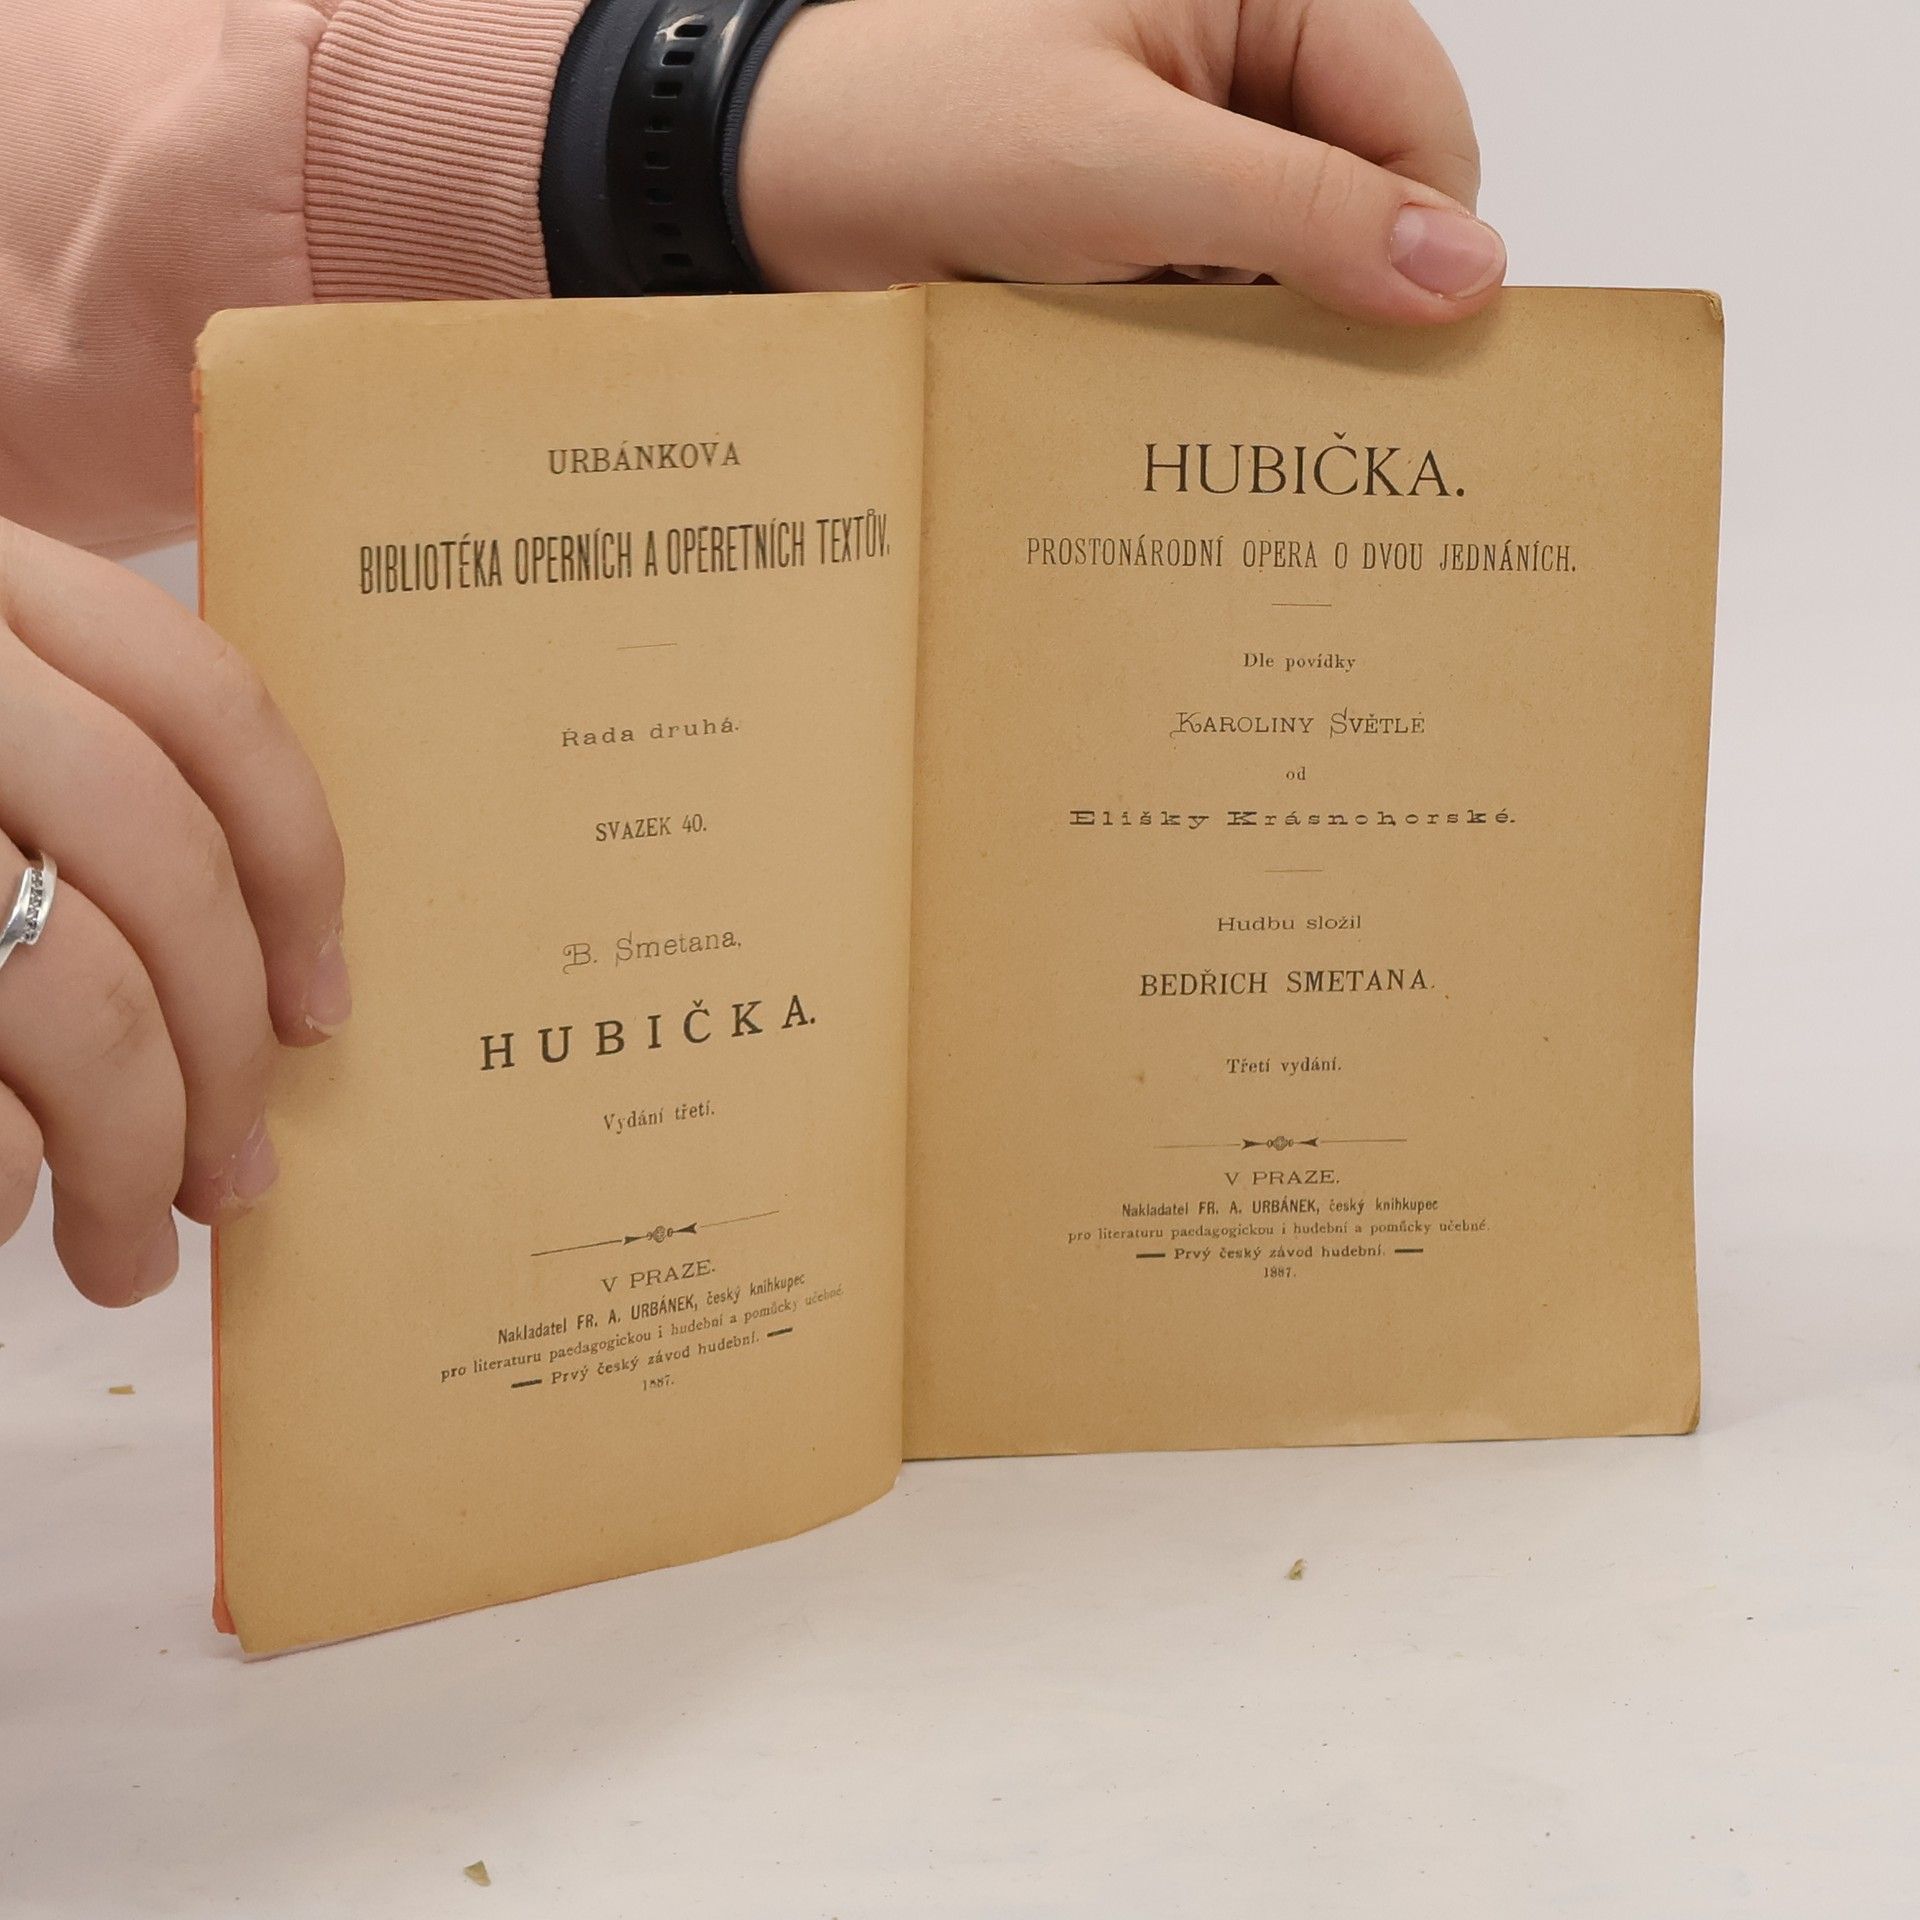 URBÁNKOVA
BIBLIOTÉKA OPERNÍCH A OPERETNÍCH TEXTŮV.
Řada druhá.
SVAZEK 40.
B. Smetana,
HUBIČKA.
Vydání třetí.
V PRAZE.
Nakladatel FR. A. URBÁNEK, český knihkupec
pro literaturu paedagogickou i hudební a pomůcky učebné.
Prvý český závod hudební.
1887.
HUBIČKA.
PROSTONÁRODNÍ OPERA O DVOU JEDNÁNÍCH.
Dle povídky
KAROLINY SVĚTLÉ
od
Elišky Krásnohorské.
Hudbu složil
BEDŘICH SMETANA.
Třetí vydání.
V PRAZE.
Nakladatel FR. A. URBÁNEK, český knihkupec
pro literaturu paedagogickou i hudební a pomůcky učebné.
Prvý český závod hudební.
1887.